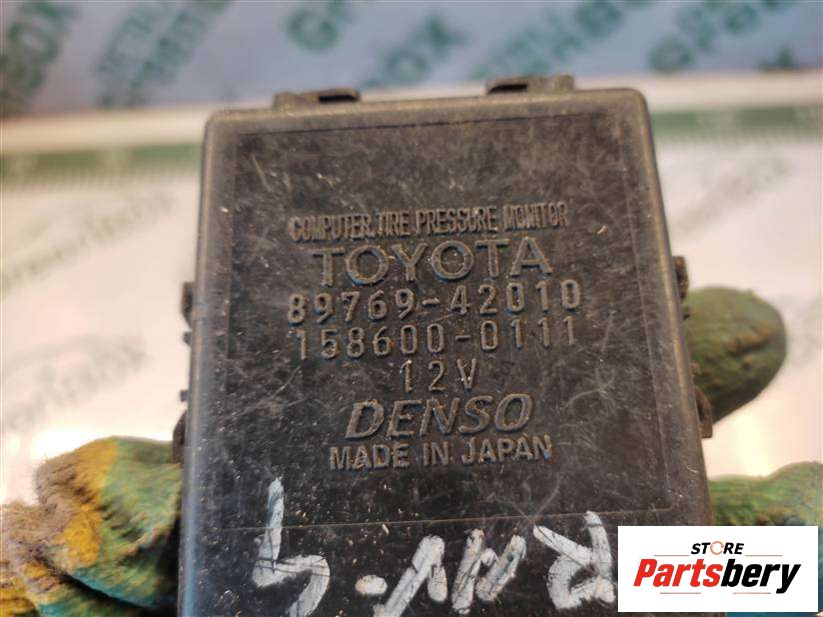 COMPUTER.TIRE PRESSURE MONITOR
TOYOTA
89769-42010
158600-0111
12V
DENSO
MADE IN JAPAN
RAV-4
STORE
Partsbery